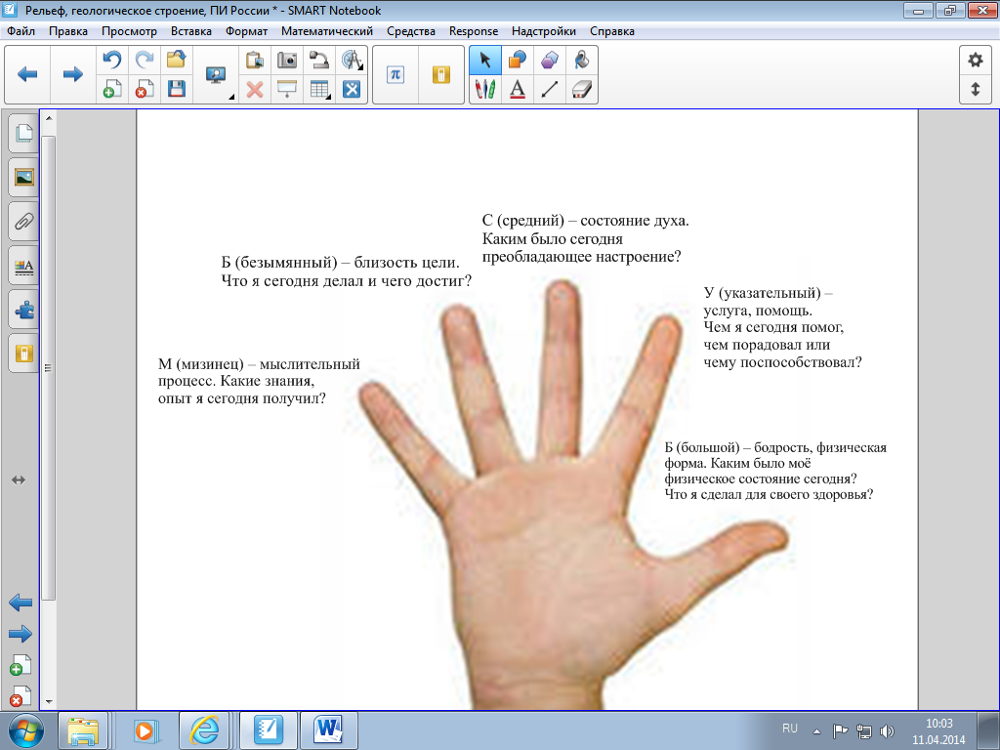 Рельеф, геологическое строение, ПИ России * - SMART Notebook
Файл Правка Просмотр Вставка Формат Математический Средства Response Надстройки Справка
π
A
A
С (средний) – состояние духа.
Каким было сегодня
преобладающее настроение?
Б (безымянный) – близость цели.
Что я сегодня делал и чего достиг?
У (указательный) –
услуга, помощь.
Чем я сегодня помог,
чем порадовал или
чему поспособствовал?
М (мизинец) – мыслительный
процесс. Какие знания,
опыт я сегодня получил?
Б (большой) – бодрость, физическая
форма. Каким было моё
физическое состояние сегодня?
Что я сделал для своего здоровья?
W
RU
10:03
11.04.2014